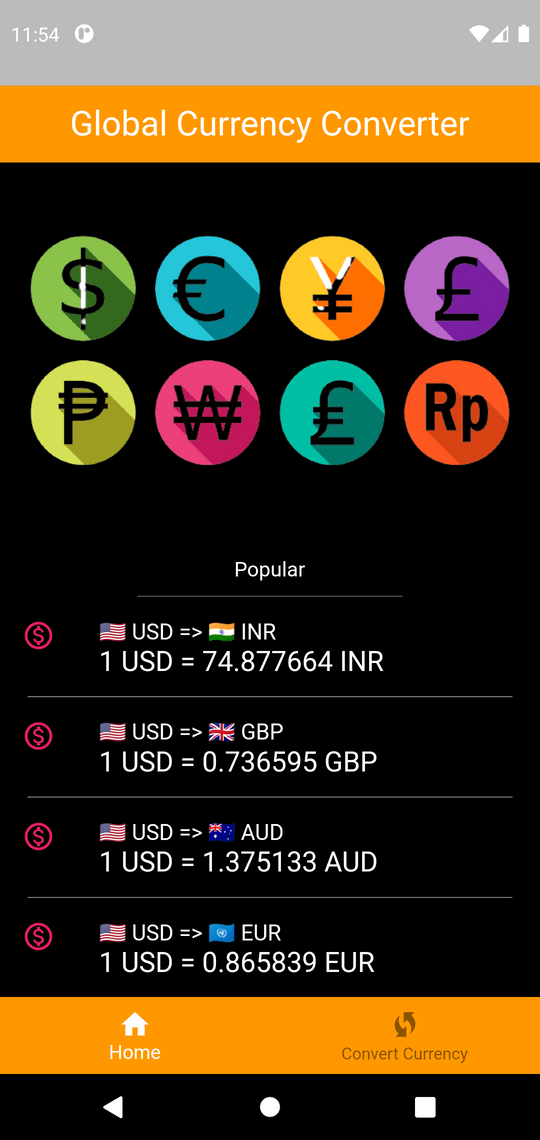 11:54
Global Currency Converter
$ € ¥ £
₱ ₩ £ Rp
Popular
🇺🇸 USD => 🇮🇳 INR
1 USD = 74.877664 INR
🇺🇸 USD => 🇬🇧 GBP
1 USD = 0.736595 GBP
🇺🇸 USD => 🇦🇺 AUD
1 USD = 1.375133 AUD
🇺🇸 USD => 🇺🇳 EUR
1 USD = 0.865839 EUR
Home
Convert Currency